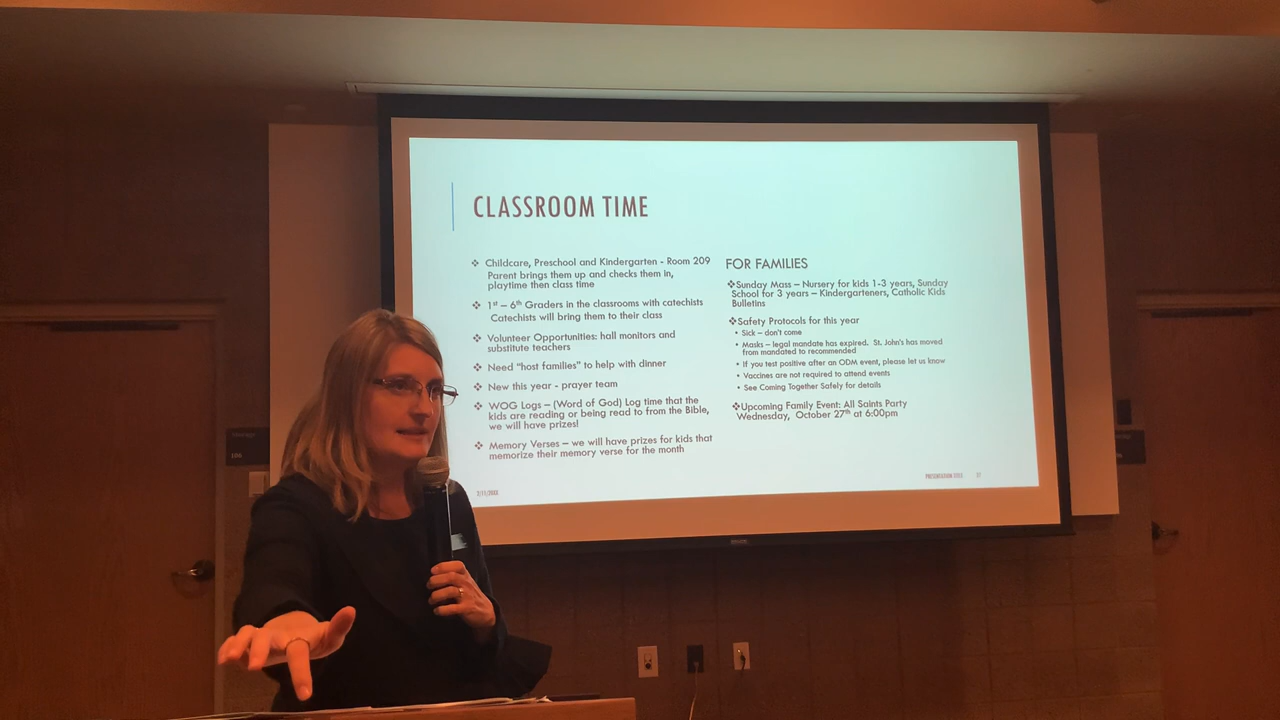 CLASSROOM TIME
❖ Childcare, Preschool and Kindergarten - Room 209
Parent brings them up and checks them in,
playtime then class time
❖ 1st – 6th Graders in the classrooms with catechists
Catechists will bring them to their class
❖ Volunteer Opportunities: hall monitors and
substitute teachers
❖ Need "host families" to help with dinner
❖ New this year - prayer team
❖ WOG Logs – (Word of God) Log time that the
kids are reading or being read to from the Bible,
we will have prizes!
❖ Memory Verses – we will have prizes for kids that
memorize their memory verse for the month
FOR FAMILIES
❖Sunday Mass – Nursery for kids 1-3 years, Sunday
School for 3 years – Kindergarteners, Catholic Kids
Bulletins
❖Safety Protocols for this year
• Sick – don't come
• Masks – legal mandate has expired. St. John's has moved
from mandated to recommended
• If you test positive after an ODM event, please let us know
• Vaccines are not required to attend events
• See Coming Together Safely for details
❖Upcoming Family Event: All Saints Party
Wednesday, October 27th at 6:00pm
PRESENTATION TITLE